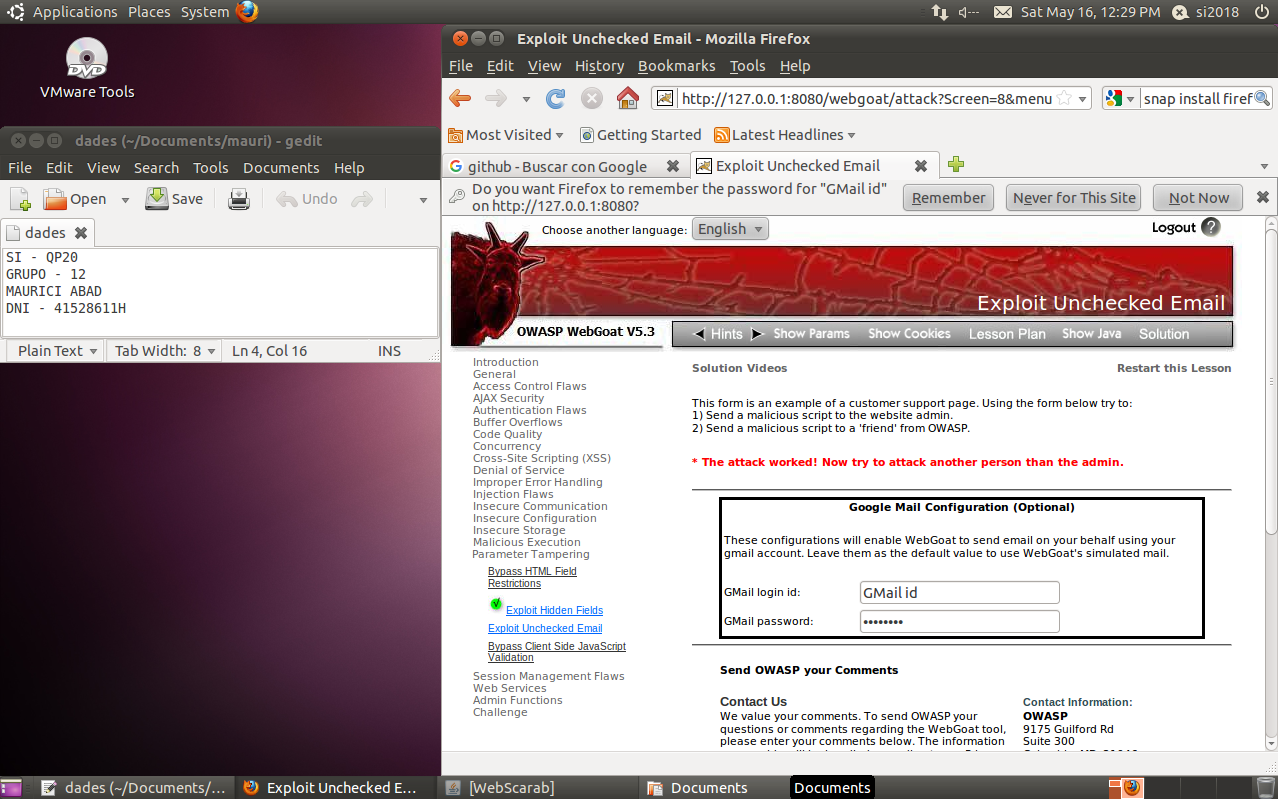 Applications Places System
Sat May 16, 12:29 PM si2018
VMware Tools
dades (~/Documents/mauri) - gedit
File Edit View Search Tools Documents Help
Open Save Undo
dades
SI - QP20
GRUPO - 12
MAURICI ABAD
DNI - 41528611H
Plain Text Tab Width: 8 Ln 4, Col 16 INS
Exploit Unchecked Email - Mozilla Firefox
File Edit View History Bookmarks Tools Help
http://127.0.0.1:8080/webgoat/attack?Screen=8&menu
snap install firef
Most Visited Getting Started Latest Headlines
github - Buscar con Google
Exploit Unchecked Email
Do you want Firefox to remember the password for "GMail id"
on http://127.0.0.1:8080?
Remember Never for This Site Not Now
Choose another language: English
Logout ?
Exploit Unchecked Email
OWASP WebGoat V5.3
Hints Show Params Show Cookies Lesson Plan Show Java Solution
Introduction
General
Access Control Flaws
AJAX Security
Authentication Flaws
Buffer Overflows
Code Quality
Concurrency
Cross-Site Scripting (XSS)
Denial of Service
Improper Error Handling
Injection Flaws
Insecure Communication
Insecure Configuration
Insecure Storage
Malicious Execution
Parameter Tampering
Bypass HTML Field
Restrictions
Exploit Hidden Fields
Exploit Unchecked Email
Bypass Client Side JavaScript
Validation
Session Management Flaws
Web Services
Admin Functions
Challenge
Solution Videos
Restart this Lesson
This form is an example of a customer support page. Using the form below try to:
1) Send a malicious script to the website admin.
2) Send a malicious script to a 'friend' from OWASP.
* The attack worked! Now try to attack another person than the admin.
Google Mail Configuration (Optional)
These configurations will enable WebGoat to send email on your behalf using your
gmail account. Leave them as the default value to use WebGoat's simulated mail.
GMail login id: GMail id
GMail password: ••••••••
Send OWASP your Comments
Contact Us
We value your comments. To send OWASP your
questions or comments regarding the WebGoat tool,
please enter your comments below. The information
Contact Information:
OWASP
9175 Guilford Rd
Suite 300
dades (~/Documents/...
Exploit Unchecked E...
[WebScarab]
Documents
Documents